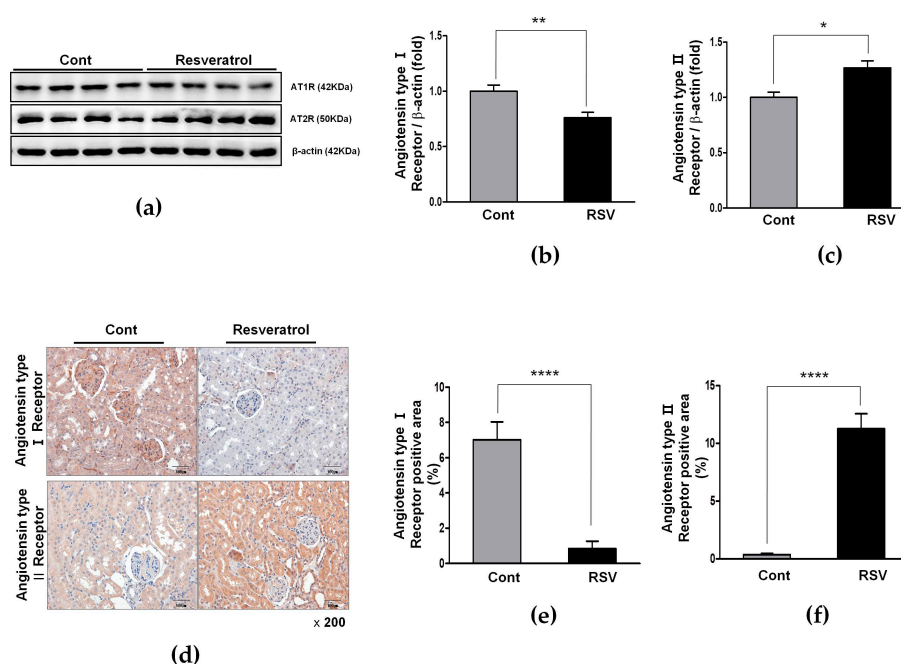 Cont Resveratrol
AT1R (42KDa)
AT2R (50KDa)
β-actin (42KDa)
(a)
Angiotensin type Ⅰ
Receptor / β-actin (fold)
1.5
1.0
0.5
0.0
**
Cont RSV
(b)
Angiotensin type Ⅱ
Receptor / β-actin (fold)
1.5
1.0
0.5
0.0
*
Cont RSV
(c)
Cont Resveratrol
Angiotensin type
Ⅰ Receptor
Angiotensin type
II Receptor
x 200
(d)
Angiotensin type Ⅰ
Receptor positive area
(%)
8
6
4
2
0
****
Cont RSV
(e)
Angiotensin type Ⅱ
Receptor positive area
(%)
15
10
5
0
****
Cont RSV
(f)